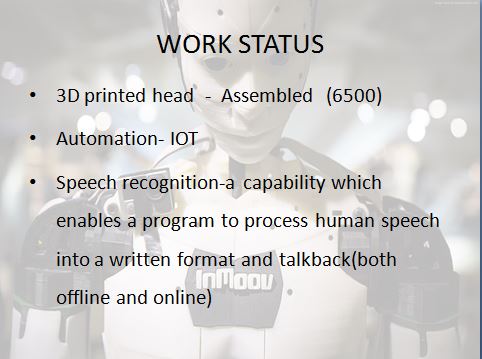 WORK STATUS
• 3D printed head - Assembled (6500)
• Automation- IOT
• Speech recognition-a capability which
enables a program to process human speech
into a written format and talkback(both
offline and online)
InMoov